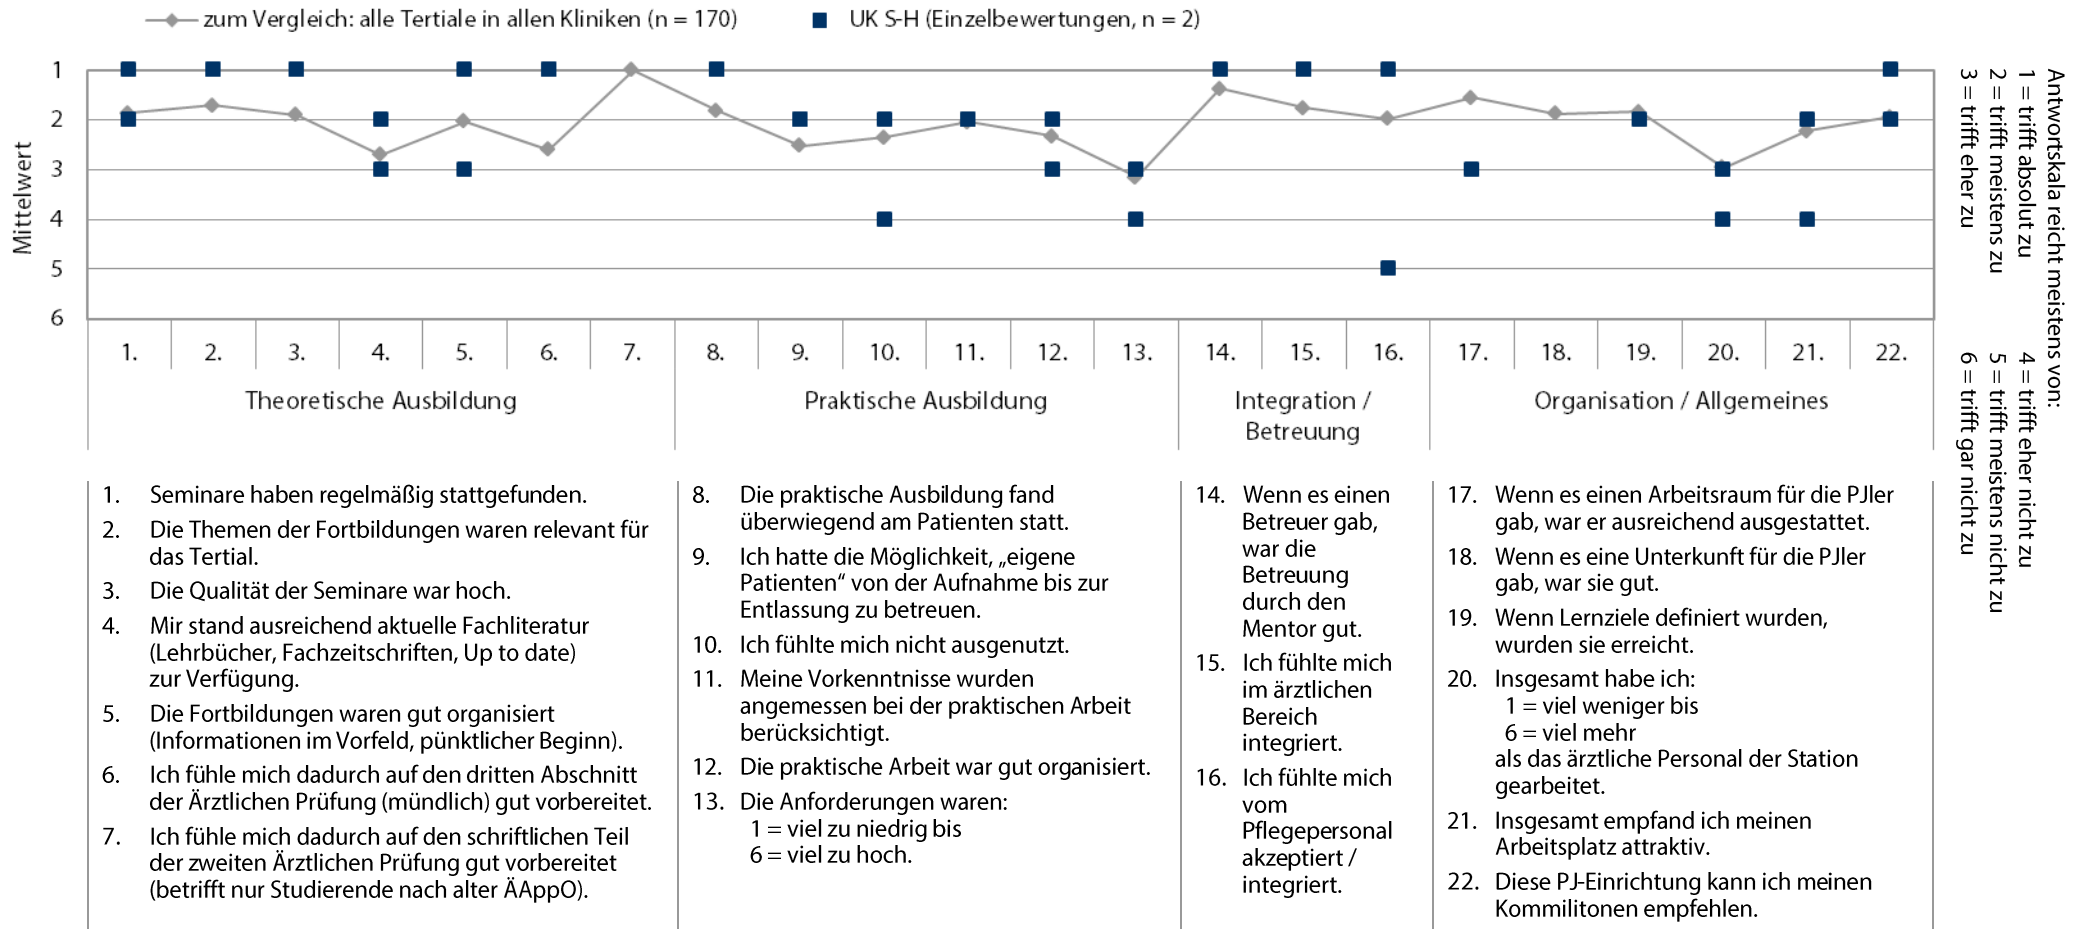 zum Vergleich: alle Tertiale in allen Kliniken (n = 170)
UK S-H (Einzelbewertungen, n = 2)
Mittelwert
1
2
3
4
5
6
1.
2.
3.
4.
5.
6.
7.
8.
9.
10.
11.
12.
13.
14.
15.
16.
17.
18.
19.
20.
21.
22.
Theoretische Ausbildung
Praktische Ausbildung
Integration /
Betreuung
Organisation / Allgemeines
Antwortskala reicht meistens von:
1 = trifft absolut zu
2 = trifft meistens zu
3 = trifft eher zu
4 = trifft eher nicht zu
5 = trifft meistens nicht zu
6 = trifft gar nicht zu
1. Seminare haben regelmäßig stattgefunden.
2. Die Themen der Fortbildungen waren relevant für
das Tertial.
3. Die Qualität der Seminare war hoch.
4. Mir stand ausreichend aktuelle Fachliteratur
(Lehrbücher, Fachzeitschriften, Up to date)
zur Verfügung.
5. Die Fortbildungen waren gut organisiert
(Informationen im Vorfeld, pünktlicher Beginn).
6. Ich fühle mich dadurch auf den dritten Abschnitt
der Ärztlichen Prüfung (mündlich) gut vorbereitet.
7. Ich fühle mich dadurch auf den schriftlichen Teil
der zweiten Ärztlichen Prüfung gut vorbereitet
(betrifft nur Studierende nach alter ÄAppO).
8. Die praktische Ausbildung fand
überwiegend am Patienten statt.
9. Ich hatte die Möglichkeit, „eigene
Patienten“ von der Aufnahme bis zur
Entlassung zu betreuen.
10. Ich fühlte mich nicht ausgenutzt.
11. Meine Vorkenntnisse wurden
angemessen bei der praktischen Arbeit
berücksichtigt.
12. Die praktische Arbeit war gut organisiert.
13. Die Anforderungen waren:
1 = viel zu niedrig bis
6 = viel zu hoch.
14. Wenn es einen
Betreuer gab,
war die
Betreuung
durch den
Mentor gut.
15. Ich fühlte mich
im ärztlichen
Bereich
integriert.
16. Ich fühlte mich
vom
Pflegepersonal
akzeptiert /
integriert.
17. Wenn es einen Arbeitsraum für die PJler
gab, war er ausreichend ausgestattet.
18. Wenn es eine Unterkunft für die PJler
gab, war sie gut.
19. Wenn Lernziele definiert wurden,
wurden sie erreicht.
20. Insgesamt habe ich:
1 = viel weniger bis
6 = viel mehr
als das ärztliche Personal der Station
gearbeitet.
21. Insgesamt empfand ich meinen
Arbeitsplatz attraktiv.
22. Diese PJ-Einrichtung kann ich meinen
Kommilitonen empfehlen.